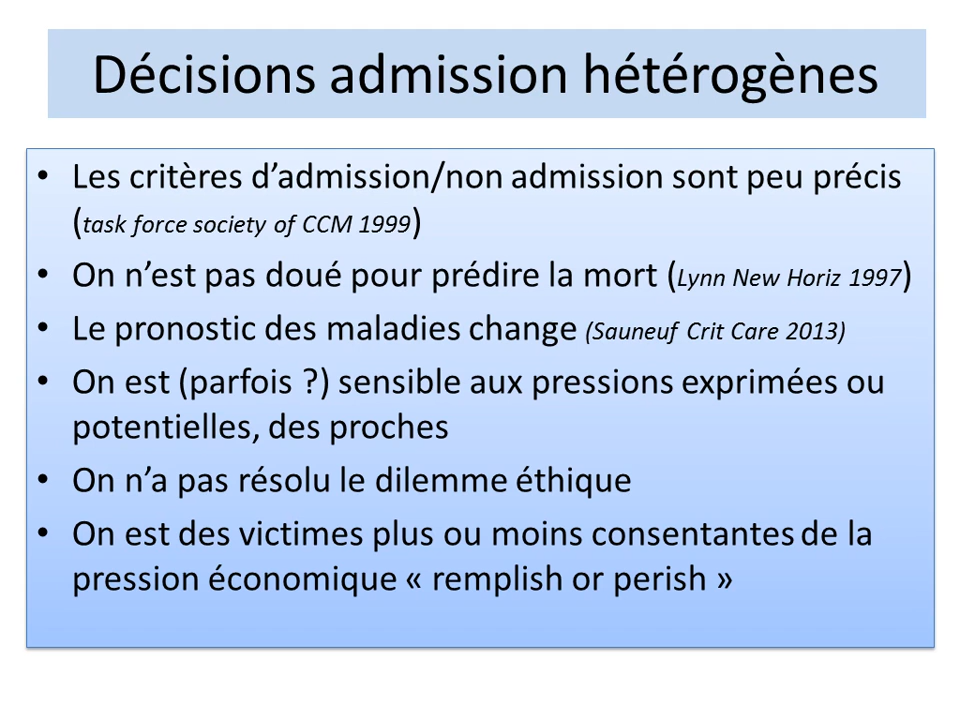 Décisions admission hétérogènes
• Les critères d’admission/non admission sont peu précis
(task force society of CCM 1999)
• On n’est pas doué pour prédire la mort (Lynn New Horiz 1997)
• Le pronostic des maladies change (Sauneuf Crit Care 2013)
• On est (parfois ?) sensible aux pressions exprimées ou
potentielles, des proches
• On n’a pas résolu le dilemme éthique
• On est des victimes plus ou moins consentantes de la
pression économique « remplish or perish »